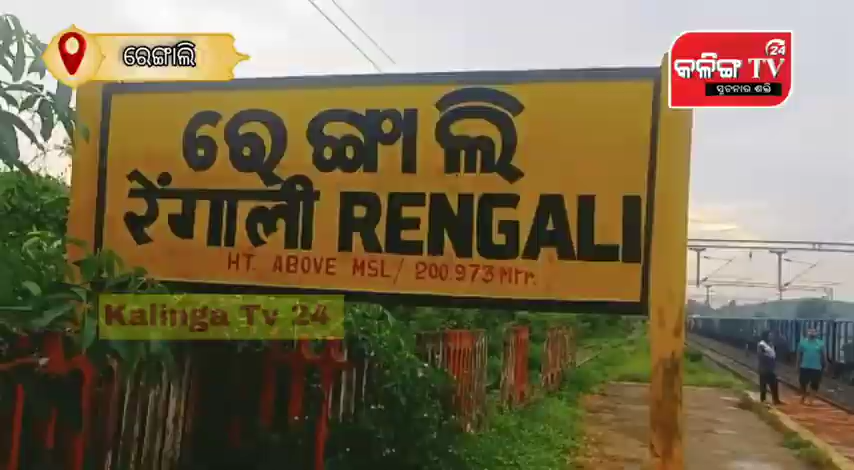 ରେଙ୍ଗାଲି
24
କଳିଙ୍ଗ TV
ସୂଚନାର ଶକ୍ତି
ରେଙ୍ଗାଲି
रेंगाली RENGALI
HT. ABOVE MSL/ 200.973 Mtr.
Kalinga Tv 24